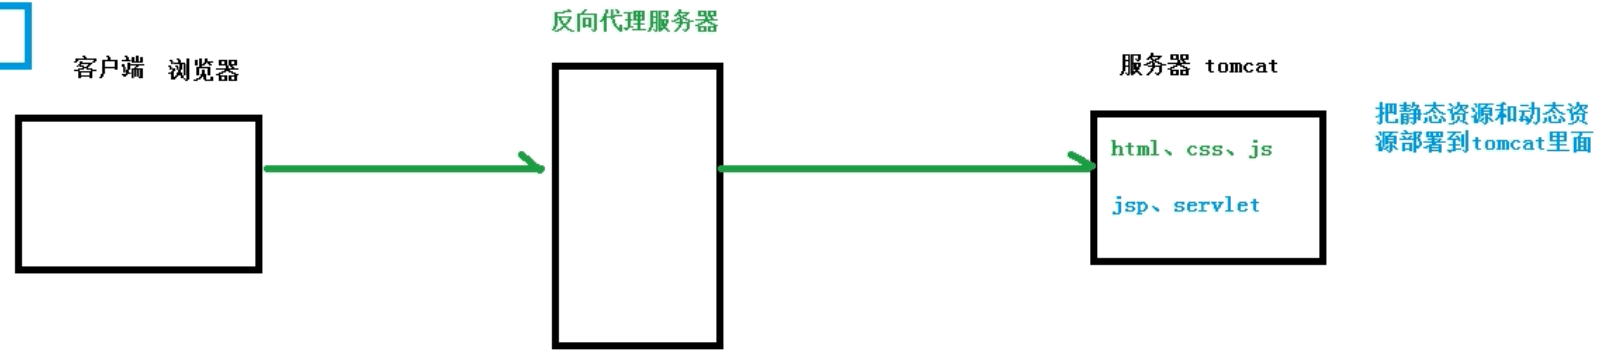 反向代理服务器
客户端 浏览器
服务器 tomcat
html、css、js
jsp、servlet
把静态资源和动态资
源部署到tomcat里面